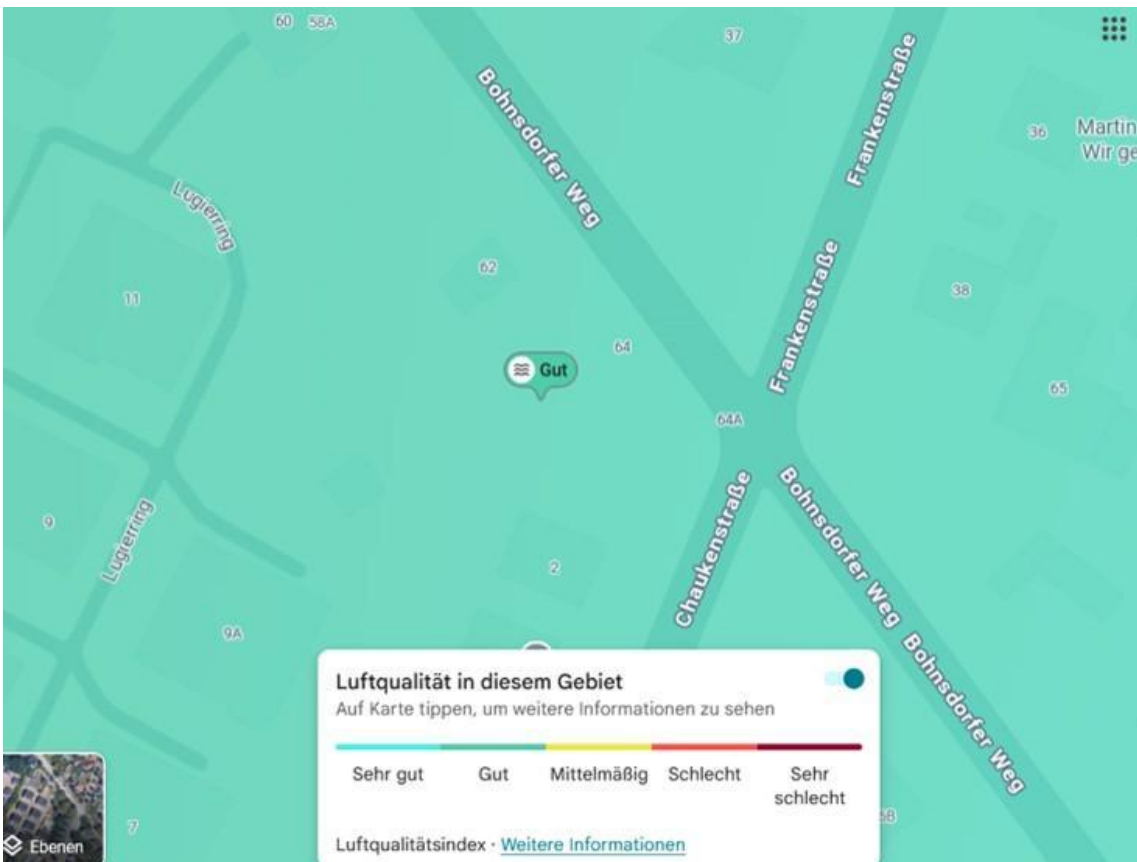 60
58A
37
Bohnsdorfer Weg
Frankenstraße
36
Martin
Wir ge
Lugierring
62
11
Frankenstraße
38
64
Gut
65
64A
Chaukenstraße
Bohnsdorfer Weg
Bohnsdorfer Weg
9
Lugierring
2
9A
Luftqualität in diesem Gebiet
Auf Karte tippen, um weitere Informationen zu sehen
Sehr gut
Gut
Mittelmäßig
Schlecht
Sehr
schlecht
Luftqualitätsindex · Weitere Informationen
7
Ebenen